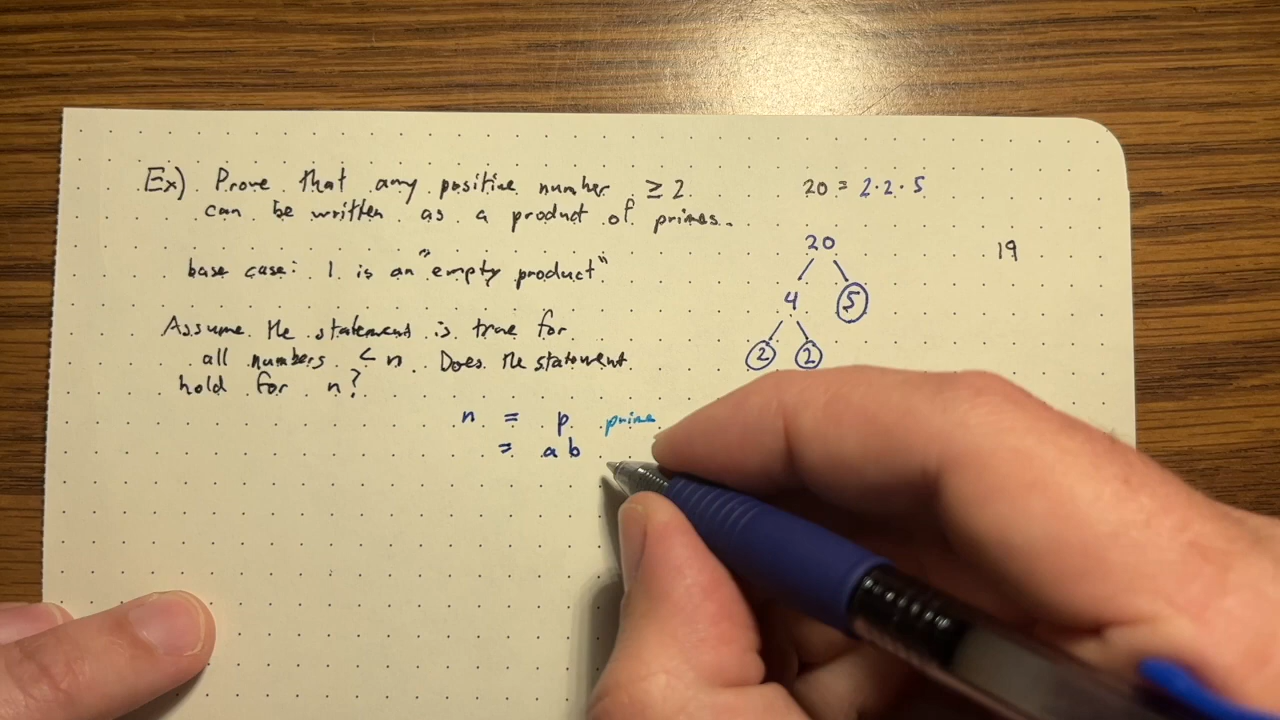 Ex) Prove that any positive number ≥ 2
can be written as a product of primes.
base case: 1 is an "empty product"
Assume the statement is true for
all numbers < n. Does the statement
hold for n?
n = p prime
= ab
20 = 2·2·5
20
4 5
2 2
19